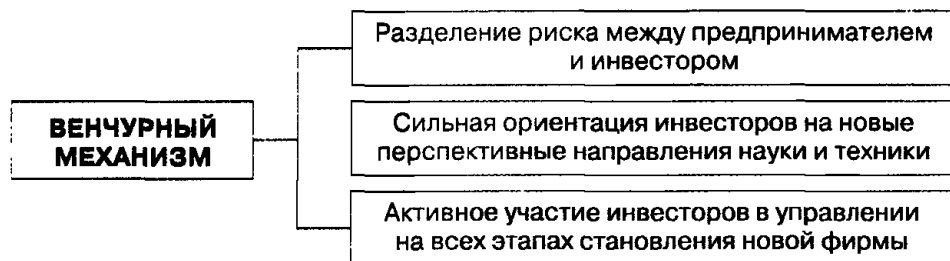 Разделение риска между предпринимателем
и инвестором
ВЕНЧУРНЫЙ
МЕХАНИЗМ
Сильная ориентация инвесторов на новые
перспективные направления науки и техники
Активное участие инвесторов в управлении
на всех этапах становления новой фирмы